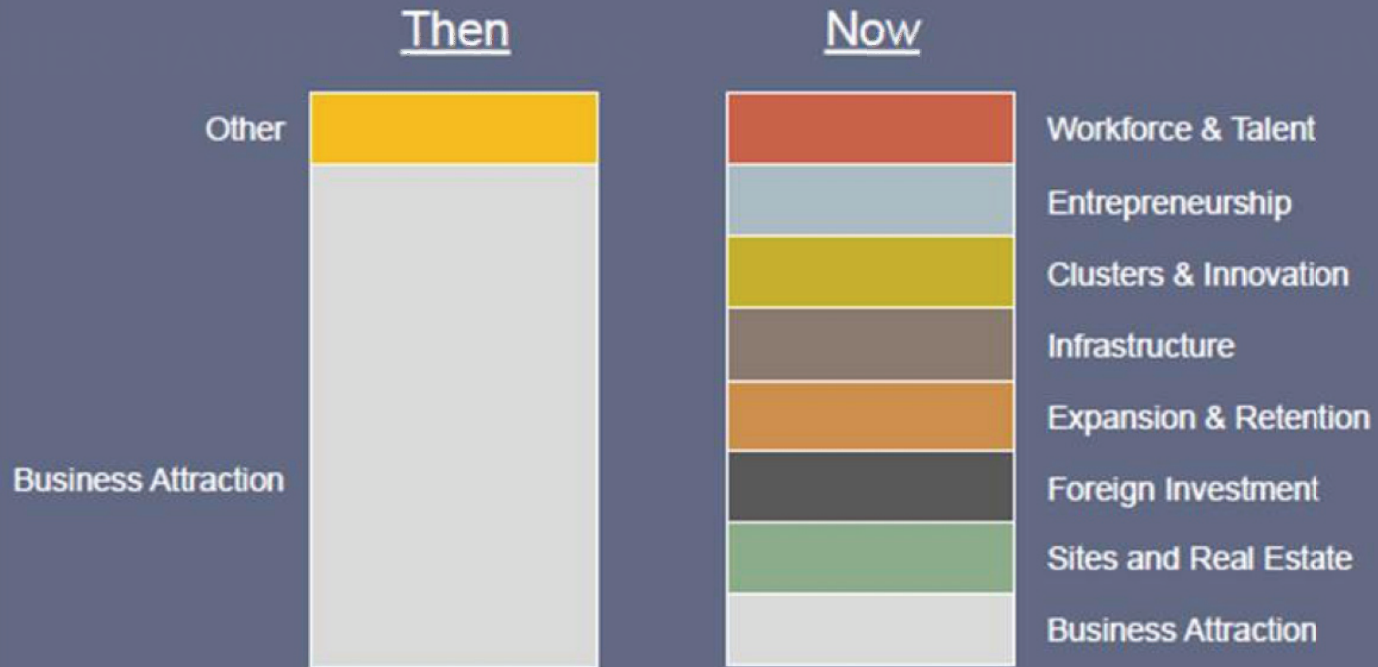 Then
Now
Other
Business Attraction
Workforce & Talent
Entrepreneurship
Clusters & Innovation
Infrastructure
Expansion & Retention
Foreign Investment
Sites and Real Estate
Business Attraction